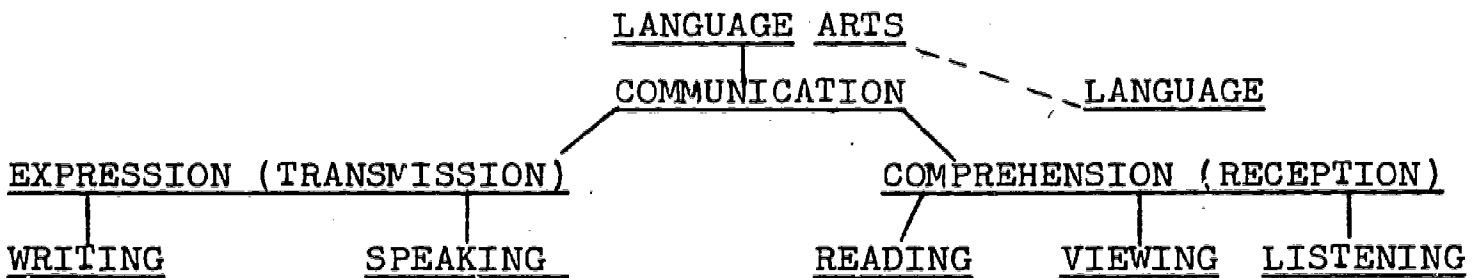 LANGUAGE ARTS
COMMUNICATION LANGUAGE
EXPRESSION (TRANSMISSION) COMPREHENSION (RECEPTION)
WRITING SPEAKING READING VIEWING LISTENING